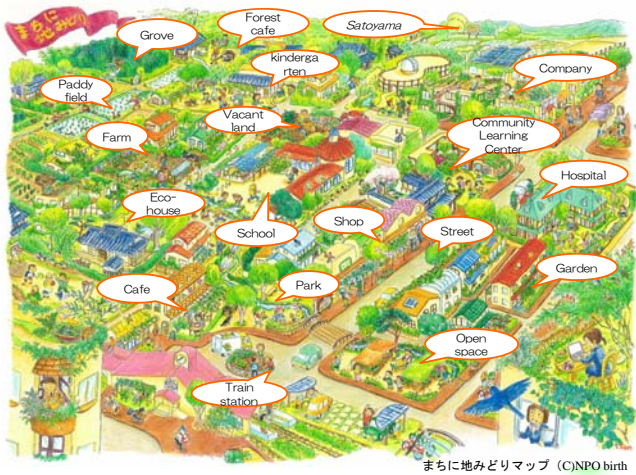 まちに
地みどり
Grove
Forest
cafe
Satoyama
kinderga
rten
Company
Paddy
field
Vacant
land
Farm
Community
Learning
Center
Hospital
Eco-
house
School
Shop
Street
Garden
Cafe
Park
Open
space
Train
station
まちに地みどりマップ (C)NPO birth